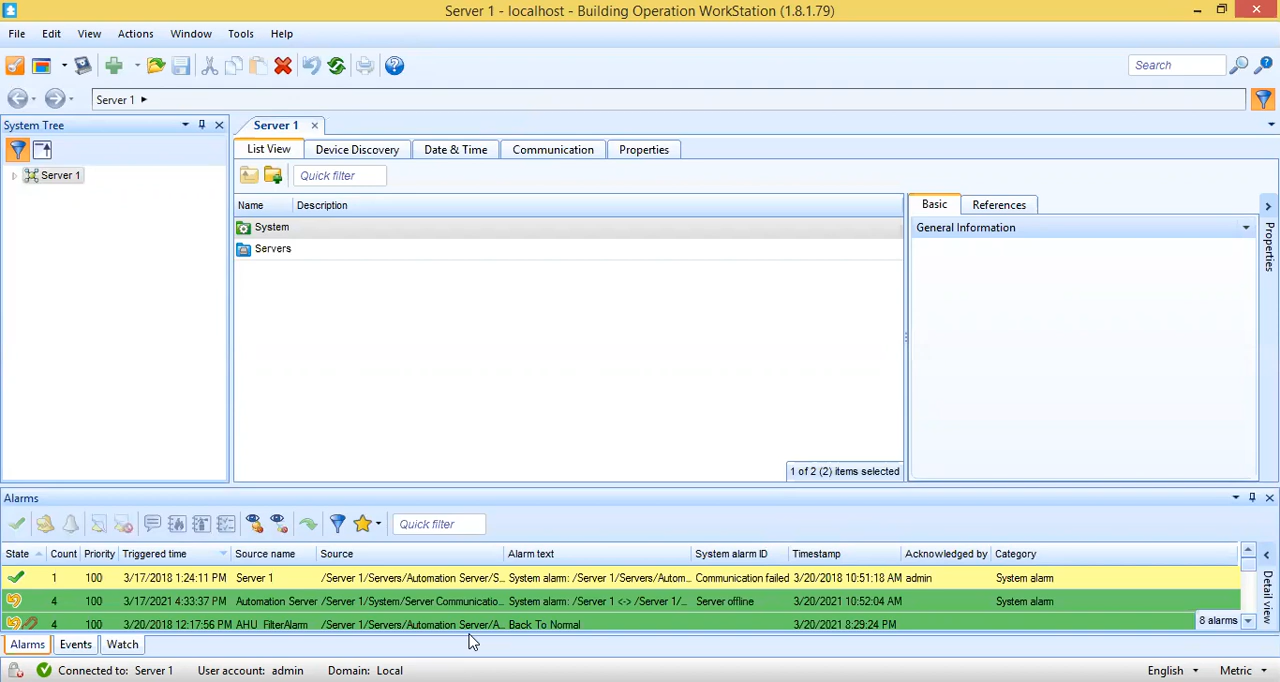 Server 1 - localhost - Building Operation WorkStation (1.8.1.79)
File Edit View Actions Window Tools Help
Search
Server 1
System Tree
Server 1
Server 1
List View Device Discovery Date & Time Communication Properties
Quick filter
Name Description
System
Servers
1 of 2 (2) items selected
Basic References
General Information
Properties
Alarms
Quick filter
State Count Priority Triggered time Source name Source Alarm text System alarm ID Timestamp Acknowledged by Category
1 100 3/17/2018 1:24:11 PM Server 1 /Server 1/Servers/Automation Server/S... System alarm: /Server 1/Servers/Autom... Communication failed 3/20/2018 10:51:18 AM admin System alarm
4 100 3/17/2021 4:33:37 PM Automation Server /Server 1/System/Server Communicatio... System alarm: /Server 1 <-> /Server 1/... Server offline 3/20/2021 10:52:04 AM System alarm
4 100 3/20/2018 12:17:56 PM AHU_FilterAlarm /Server 1/Servers/Automation Server/A... Back To Normal 3/20/2021 8:29:24 PM
8 alarms
Detail view
Alarms Events Watch
Connected to: Server 1 User account: admin Domain: Local English Metric